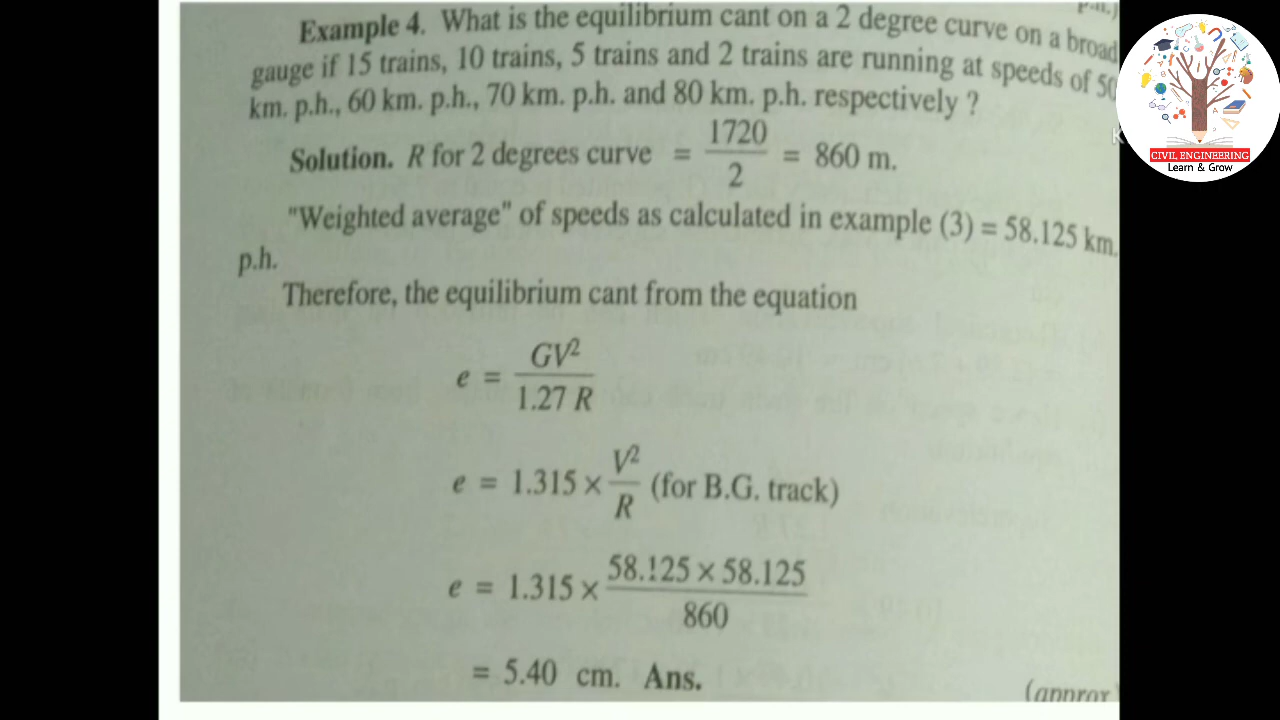 Example 4. What is the equilibrium cant on a 2 degree curve on a broad
gauge if 15 trains, 10 trains, 5 trains and 2 trains are running at speeds of 50
km. p.h., 60 km. p.h., 70 km. p.h. and 80 km. p.h. respectively ?
Solution. R for 2 degrees curve = 1720/2 = 860 m.
"Weighted average" of speeds as calculated in example (3) = 58.125 km.
p.h.
Therefore, the equilibrium cant from the equation
e = GV²/1.27 R
e = 1.315 × V²/R (for B.G. track)
e = 1.315 × 58.125 × 58.125/860
= 5.40 cm. Ans.
(approx
CIVIL ENGINEERING
Learn & Grow